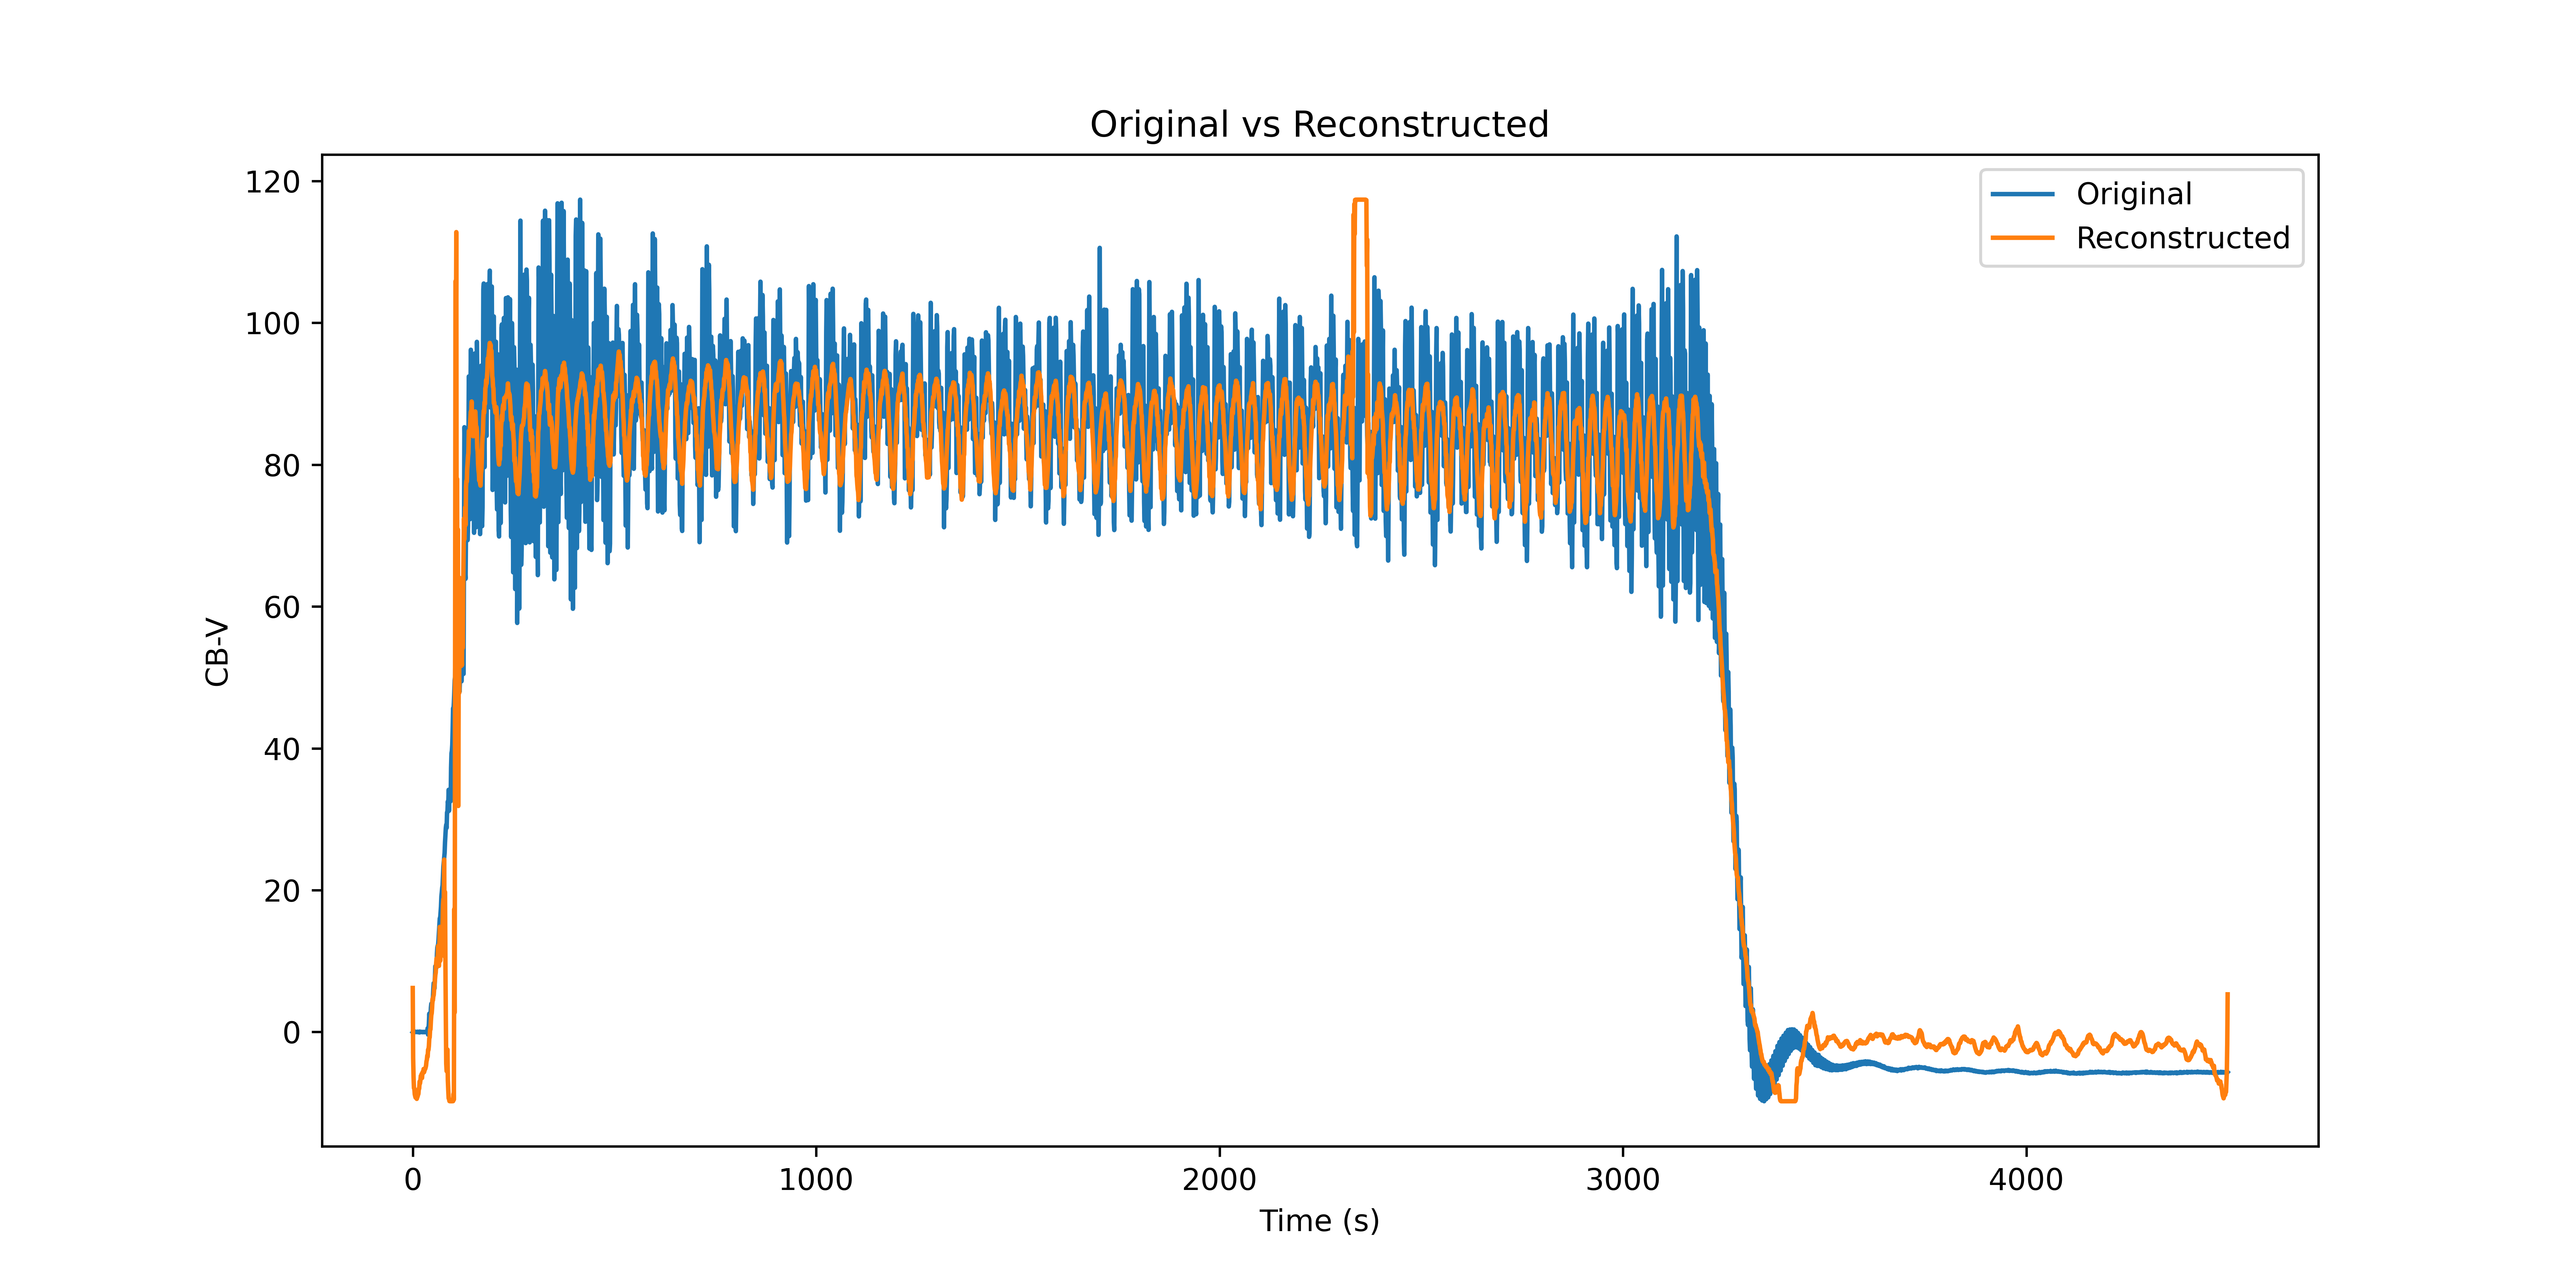 Original vs Reconstructed
Original
Reconstructed
120
100
80
60
40
20
0
CB-V
0 1000 2000 3000 4000
Time (s)